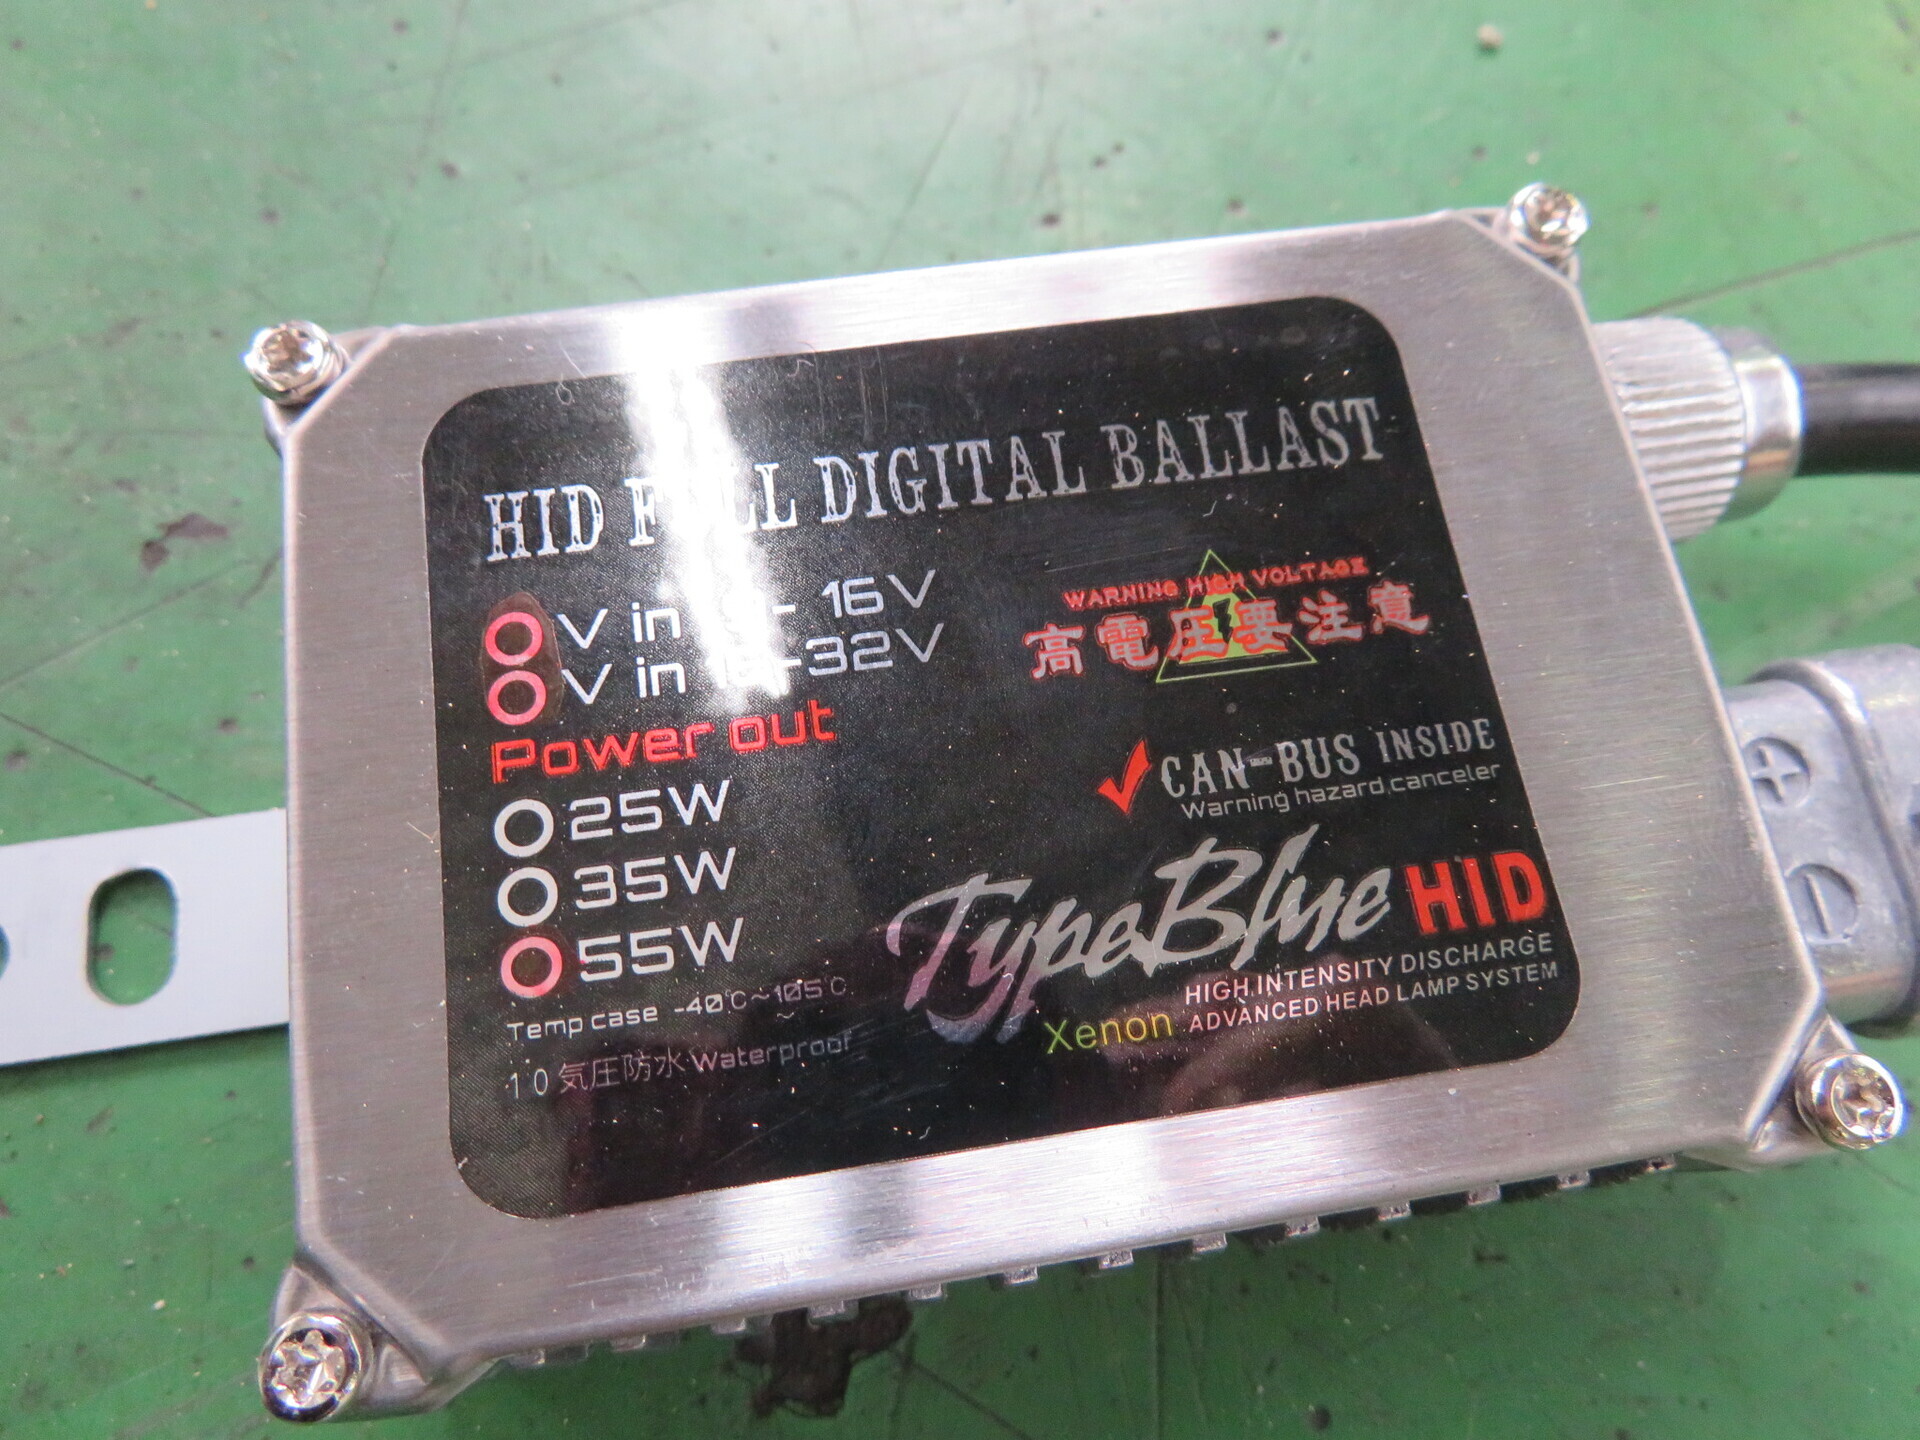 HID FULL DIGITAL BALLAST
V in - 16V
V in -32V
Power out
25W
35W
55W
Temp case -40℃~105℃
10気圧防水 Waterproof
WARNING HIGH VOLTAGE
高電圧要注意
CAN-BUS INSIDE
Warning hazard canceler
TypeBlue HID
HIGH INTENSITY DISCHARGE
Xenon ADVANCED HEAD LAMP SYSTEM
+
-